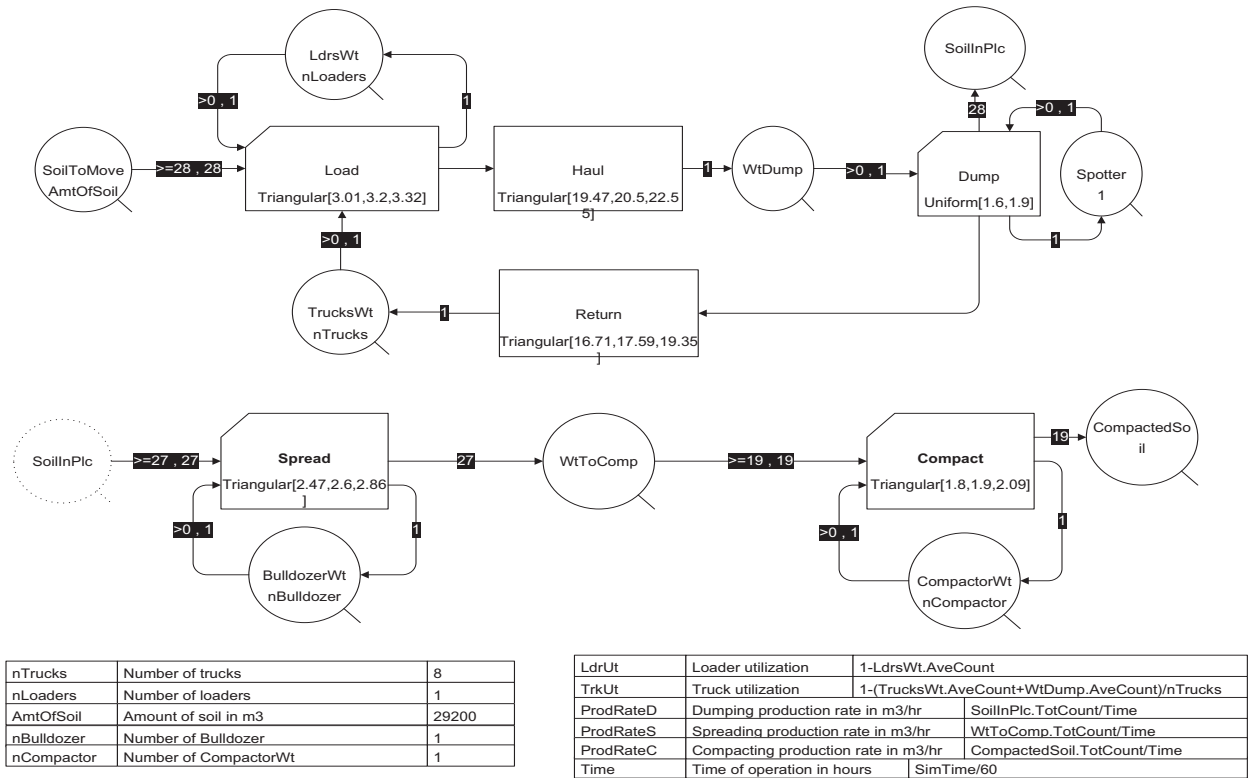 LdrsWt
nLoaders
>0 , 1
1
SoilToMove
AmtOfSoil
>=28 , 28
Load
Triangular[3.01,3.2,3.32]
Haul
Triangular[19.47,20.5,22.5
5]
1
WtDump
>0 , 1
SoilInPlc
28
>0 , 1
Dump
Uniform[1.6,1.9]
Spotter
1
1
>0 , 1
TrucksWt
nTrucks
1
Return
Triangular[16.71,17.59,19.35
]
SoilInPlc
>=27 , 27
Spread
Triangular[2.47,2.6,2.86
]
27
WtToComp
>=19 , 19
Compact
Triangular[1.8,1.9,2.09]
19
CompactedSo
il
>0 , 1
1
BulldozerWt
nBulldozer
>0 , 1
1
CompactorWt
nCompactor
nTrucks Number of trucks 8
nLoaders Number of loaders 1
AmtOfSoil Amount of soil in m3 29200
nBulldozer Number of Bulldozer 1
nCompactor Number of CompactorWt 1
LdrUt Loader utilization 1-LdrsWt.AveCount
TrkUt Truck utilization 1-(TrucksWt.AveCount+WtDump.AveCount)/nTrucks
ProdRateD Dumping production rate in m3/hr SoilInPlc.TotCount/Time
ProdRateS Spreading production rate in m3/hr WtToComp.TotCount/Time
ProdRateC Compacting production rate in m3/hr CompactedSoil.TotCount/Time
Time Time of operation in hours SimTime/60